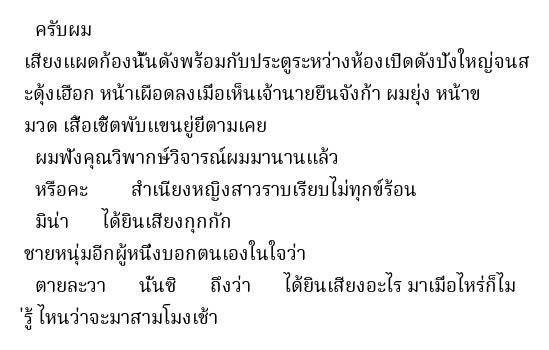 ครับผม
เสียงแผดก้องนั้นดังพร้อมกับประตูระหว่างห้องเปิดดังปังใหญ่จนส
ะดุ้งเฮือก หน้าเผือดลงเมื่อเห็นเจ้านายยืนจังก้า ผมยุ่ง หน้าข
มวด เสื้อเชิ้ตพับแขนยู่ยี่ตามเคย
ผมฟังคุณวิพากษ์วิจารณ์ผมมานานแล้ว
หรือคะ สำเนียงหญิงสาวราบเรียบไม่ทุกข์ร้อน
มิน่า ได้ยินเสียงกุกกัก
ชายหนุ่มอีกผู้หนึ่งบอกตนเองในใจว่า
ตายละวา นั่นซิ ถึงว่า ได้ยินเสียงอะไร มาเมื่อไหร่ก็ไม
่รู้ ไหนว่าจะมาสามโมงเช้า